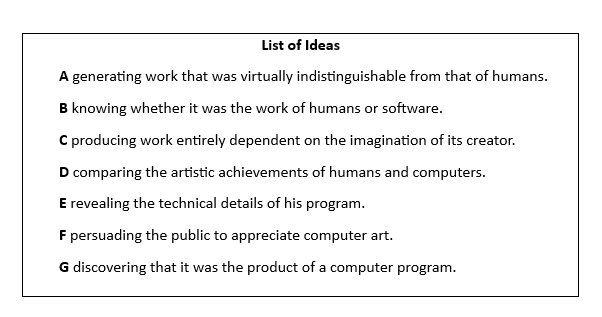 List of Ideas
A generating work that was virtually indistinguishable from that of humans.
B knowing whether it was the work of humans or software.
C producing work entirely dependent on the imagination of its creator.
D comparing the artistic achievements of humans and computers.
E revealing the technical details of his program.
F persuading the public to appreciate computer art.
G discovering that it was the product of a computer program.